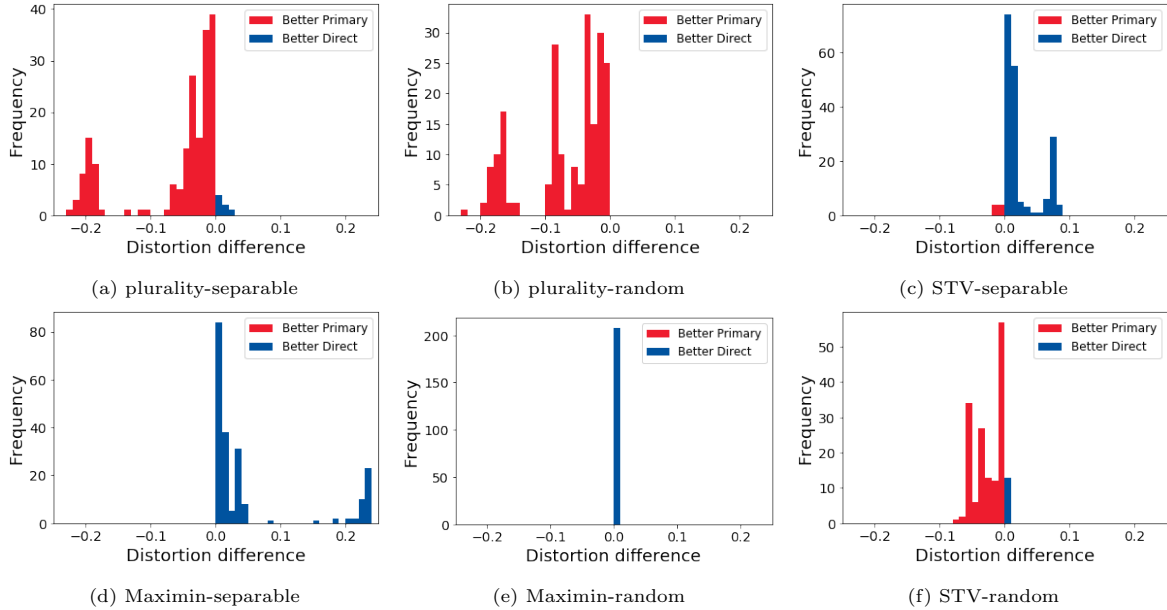 40
30
20
10
0
Frequency
−0.2 −0.1 0.0 0.1 0.2
Distortion difference
Better Primary
Better Direct
(a) plurality-separable
30
25
20
15
10
5
0
Frequency
−0.2 −0.1 0.0 0.1 0.2
Distortion difference
Better Primary
Better Direct
(b) plurality-random
60
40
20
0
Frequency
−0.2 −0.1 0.0 0.1 0.2
Distortion difference
Better Primary
Better Direct
(c) STV-separable
80
60
40
20
0
Frequency
−0.2 −0.1 0.0 0.1 0.2
Distortion difference
Better Primary
Better Direct
(d) Maximin-separable
200
150
100
50
0
Frequency
−0.2 −0.1 0.0 0.1 0.2
Distortion difference
Better Primary
Better Direct
(e) Maximin-random
50
40
30
20
10
0
Frequency
−0.2 −0.1 0.0 0.1 0.2
Distortion difference
Better Primary
Better Direct
(f) STV-random